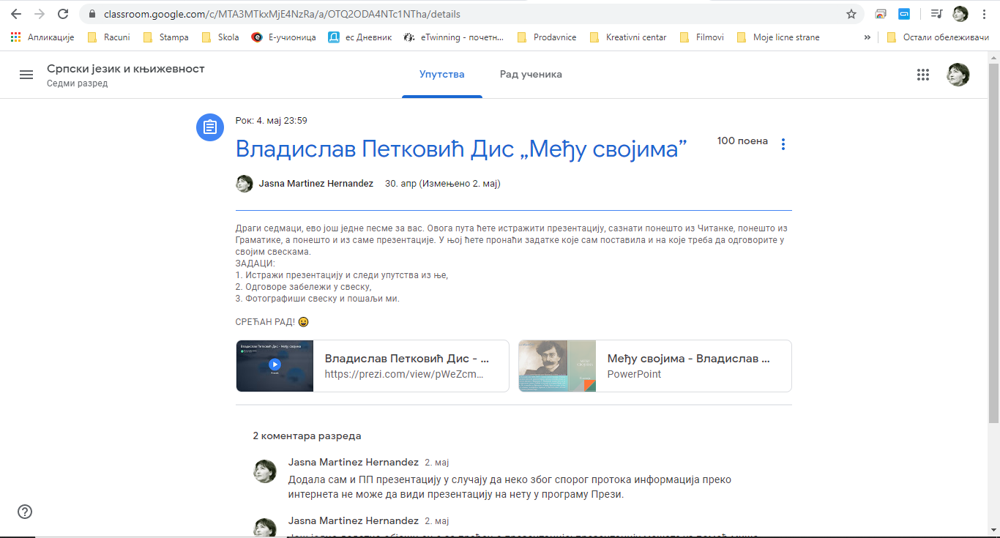 classroom.google.com/c/MTA3MTkxMjE4NzRa/a/OTQ2ODA4NTc1NTha/details
Апликације Racuni Stampa Skola Е-учионица ес Дневник eTwinning - почетн... Prodavnice Kreativni centar Filmovi Moje licne strane » Остали обележивачи
Српски језик и књижевност
Седми разред
Упутства Рад ученика
Рок: 4. мај 23:59
Владислав Петковић Дис „Међу својима”
100 поена
Jasna Martinez Hernandez 30. апр (Измењено 2. мај)
Драги седмаци, ево још једне песме за вас. Овога пута ћете истражити презентацију, сазнати понешто из Читанке, понешто из
Граматике, а понешто и из саме презентације. У њој ћете пронаћи задатке које сам поставила и на које треба да одговорите у
својим свескама.
ЗАДАЦИ:
1. Истражи презентацију и следи упутства из ње,
2. Одговоре забележи у свеску,
3. Фотографиши свеску и пошаљи ми.
СРЕЋАН РАД! 😀
Владислав Петковић Дис - Међу својима
Владислав Петковић Дис - ...
https://prezi.com/view/pWeZcm...
МЕЂУ СВОЈИМА
Међу својима - Владислав ...
PowerPoint
2 коментара разреда
Jasna Martinez Hernandez 2. мај
Додала сам и ПП презентацију у случају да неко због спорог протока информација преко
интернета не може да види презентацију на нету у програму Прези.
Jasna Martinez Hernandez 2. мај